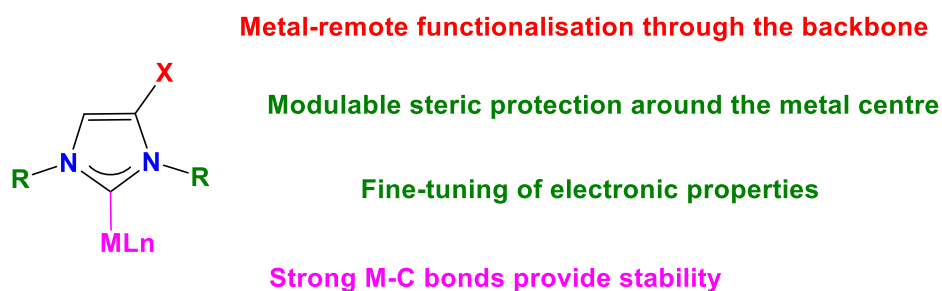 Metal-remote functionalisation through the backbone
X
Modulable steric protection around the metal centre
N
N
R
R
Fine-tuning of electronic properties
MLn
Strong M-C bonds provide stability